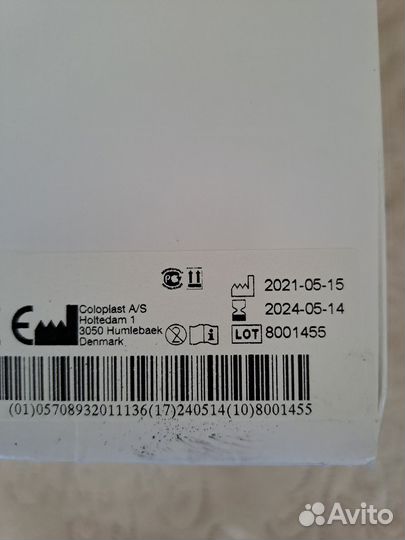 2021-05-15
2024-05-14
LOT 8001455
CE
Coloplast A/S
Holtedam 1
3050 Humlebaek
Denmark
(01)05708932011136(17)240514(10)8001455
Avito